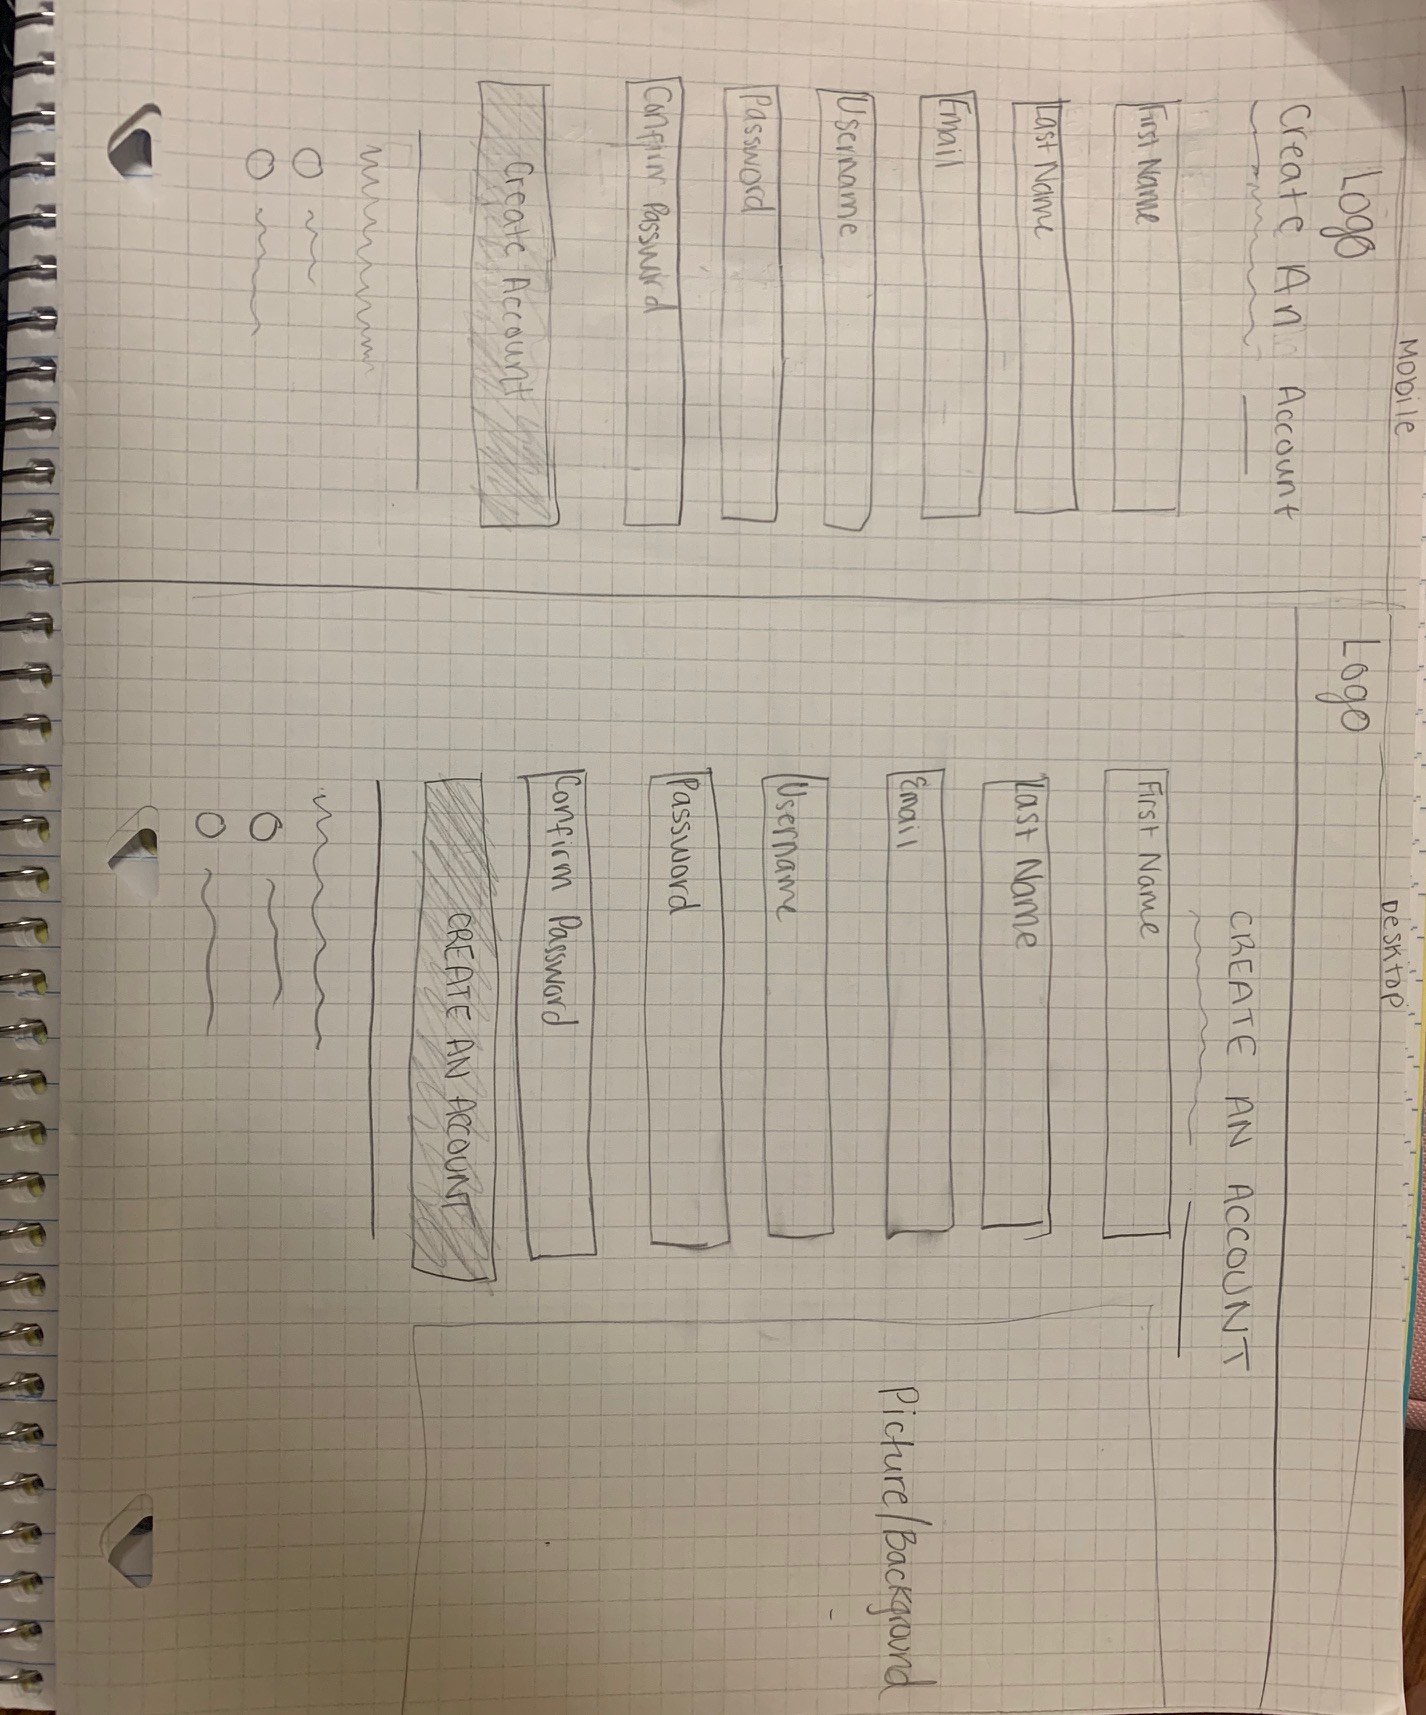 Mobile
Logo
Create An Account
First Name
Last Name
Email
Username
Password
Confirm Password
Create Account
Desktop
Logo
CREATE AN ACCOUNT
First Name
Last Name
Email
Username
Password
Confirm Password
CREATE AN ACCOUNT
Picture/Background